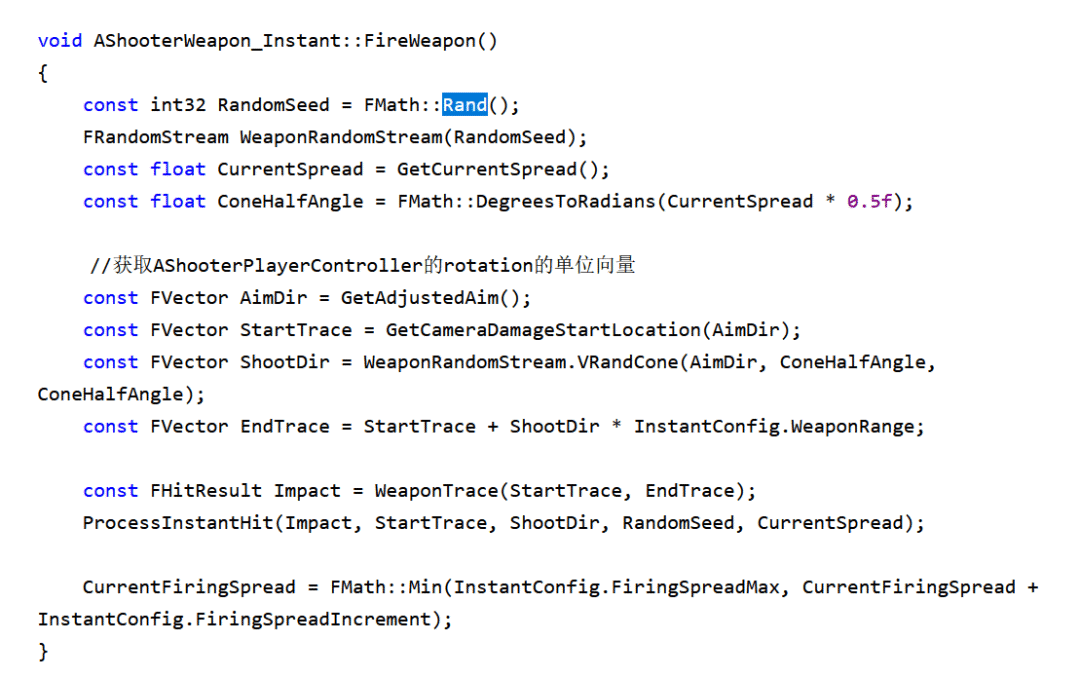 void AShooterWeapon_Instant::FireWeapon()
{
    const int32 RandomSeed = FMath::Rand();
    FRandomStream WeaponRandomStream(RandomSeed);
    const float CurrentSpread = GetCurrentSpread();
    const float ConeHalfAngle = FMath::DegreesToRadians(CurrentSpread * 0.5f);
    //获取AShooterPlayerController的rotation的单位向量
    const FVector AimDir = GetAdjustedAim();
    const FVector StartTrace = GetCameraDamageStartLocation(AimDir);
    const FVector ShootDir = WeaponRandomStream.VRandCone(AimDir, ConeHalfAngle,
ConeHalfAngle);
    const FVector EndTrace = StartTrace + ShootDir * InstantConfig.WeaponRange;
    const FHitResult Impact = WeaponTrace(StartTrace, EndTrace);
    ProcessInstantHit(Impact, StartTrace, ShootDir, RandomSeed, CurrentSpread);
    CurrentFiringSpread = FMath::Min(InstantConfig.FiringSpreadMax, CurrentFiringSpread +
InstantConfig.FiringSpreadIncrement);
}